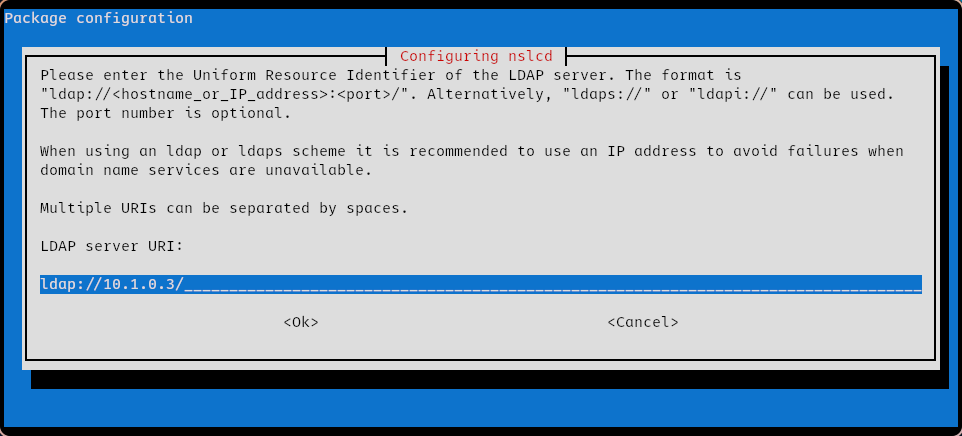 Package configuration
Configuring nslcd
Please enter the Uniform Resource Identifier of the LDAP server. The format is
"ldap://<hostname_or_IP_address>:<port>/". Alternatively, "ldaps://" or "ldapi://" can be used.
The port number is optional.
When using an ldap or ldaps scheme it is recommended to use an IP address to avoid failures when
domain name services are unavailable.
Multiple URIs can be separated by spaces.
LDAP server URI:
ldap://10.1.0.3/__________________________________________________________________________________
<Ok> <Cancel>